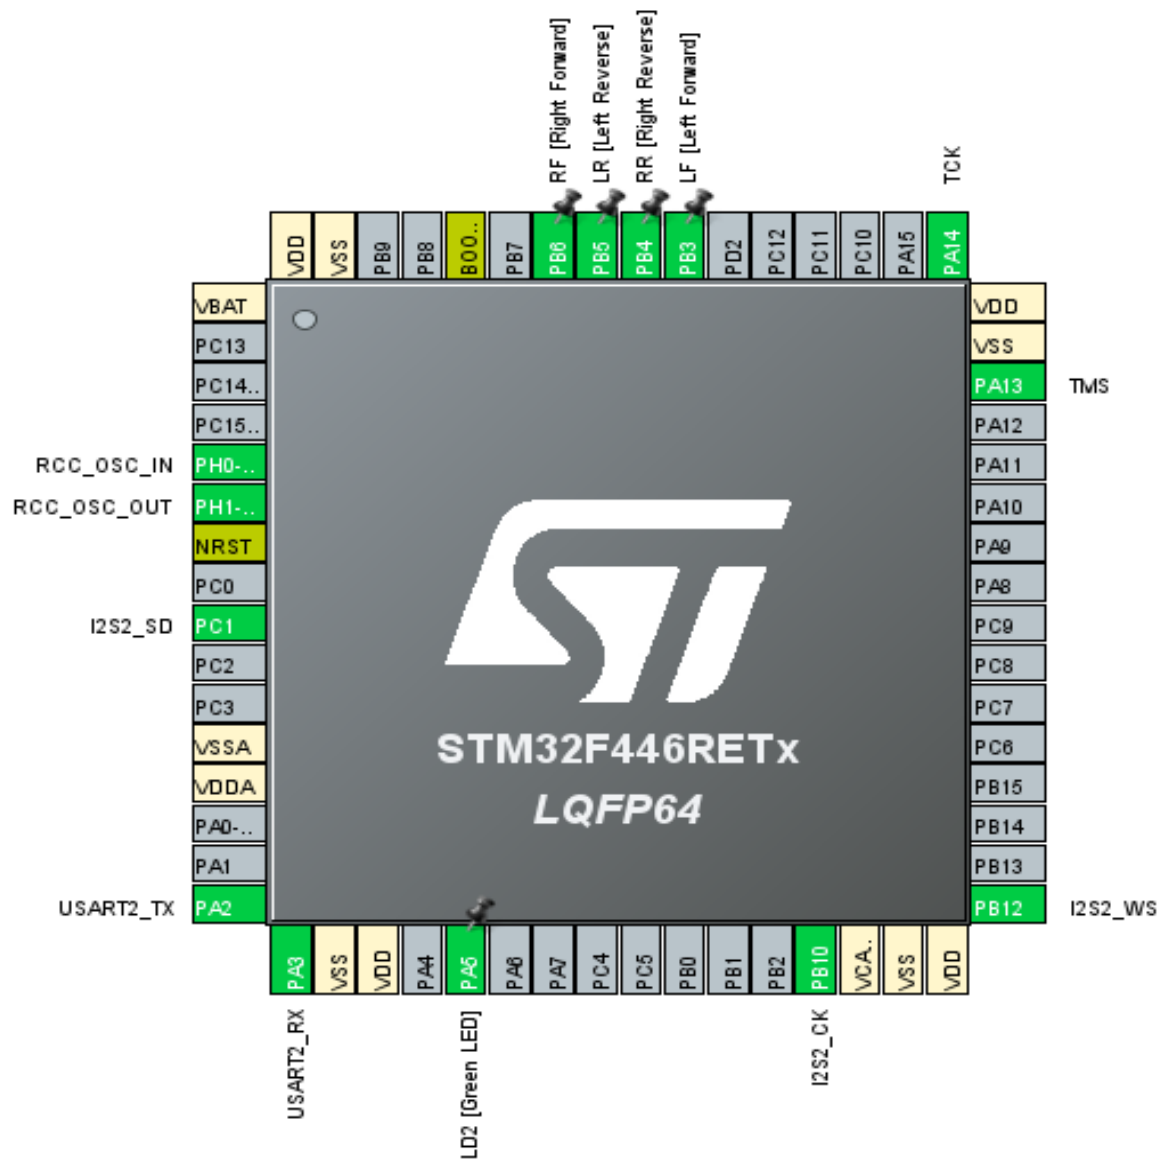 RF [Right Forward]
LR [Left Reverse]
RR [Right Reverse]
LF [Left Forward]
TCK
VDD
VSS
PB9
PB8
BOO..
PB7
PB6
PB5
PB4
PB3
PD2
PC12
PC11
PC10
PA15
PA14
VBAT
PC13
PC14..
PC15..
RCC_OSC_IN PH0-..
RCC_OSC_OUT PH1-..
NRST
PC0
I2S2_SD PC1
PC2
PC3
VSSA
VDDA
PA0-..
PA1
USART2_TX PA2
VDD
VSS
PA13 TMS
PA12
PA11
PA10
PA9
PA8
PC9
PC8
PC7
PC6
PB15
PB14
PB13
PB12 I2S2_WS
ST
STM32F446RETx
LQFP64
PA3
VSS
VDD
PA4
PA5
PA6
PA7
PC4
PC5
PB0
PB1
PB2
PB10
VCA..
VSS
VDD
USART2_RX
LD2 [Green LED]
I2S2_CK